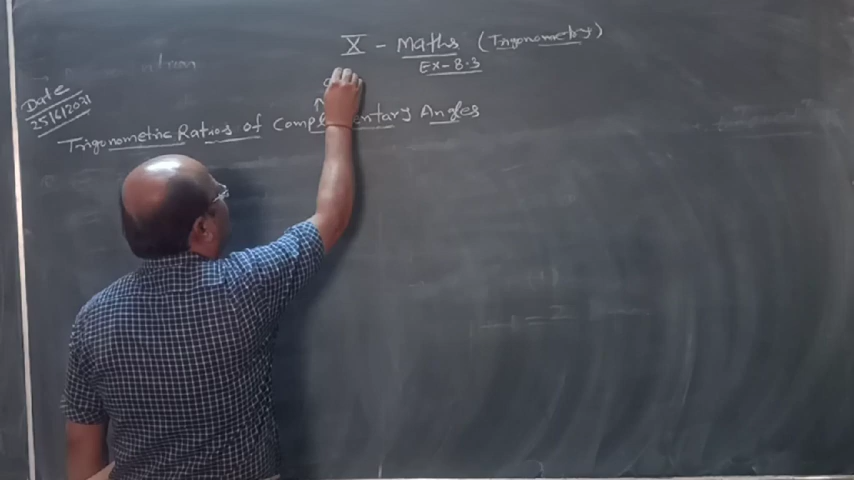 X - Maths (Trigonometry)
Ex-8.3
Date
25/6/2021
Trigonometric Ratios of Complementary Angles